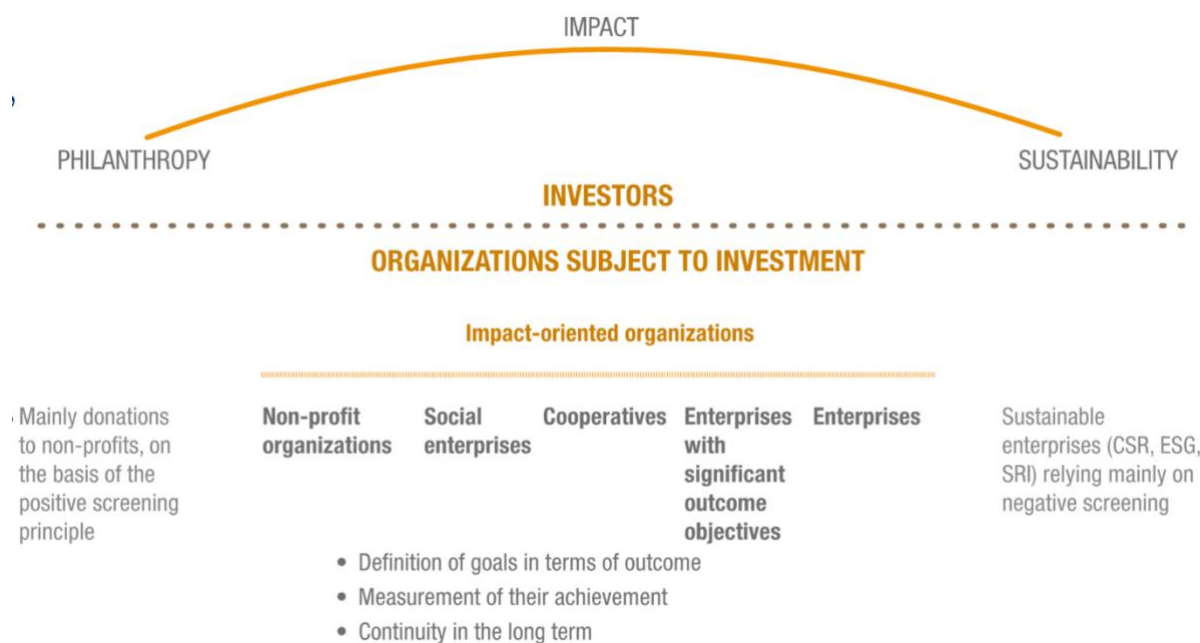 IMPACT
PHILANTHROPY
SUSTAINABILITY
INVESTORS
ORGANIZATIONS SUBJECT TO INVESTMENT
Impact-oriented organizations
Mainly donations
to non-profits, on
the basis of the
positive screening
principle
Non-profit
organizations
Social
enterprises
Cooperatives
Enterprises
with
significant
outcome
objectives
Enterprises
Sustainable
enterprises (CSR, ESG,
SRI) relying mainly on
negative screening
• Definition of goals in terms of outcome
• Measurement of their achievement
• Continuity in the long term